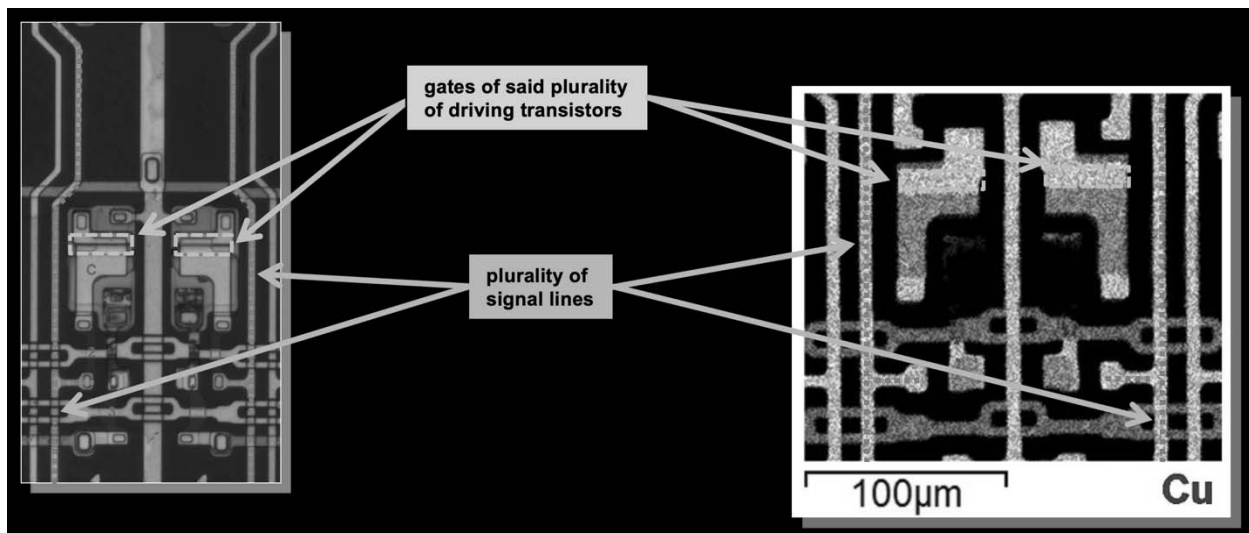 gates of said plurality
of driving transistors
plurality of
signal lines
C
100µm
Cu